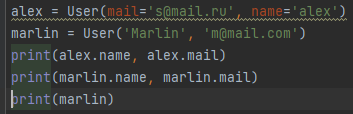 alex = User(mail='s@mail.ru', name='alex')
marlin = User('Marlin', 'm@mail.com')
print(alex.name, alex.mail)
print(marlin.name, marlin.mail)
print(marlin)